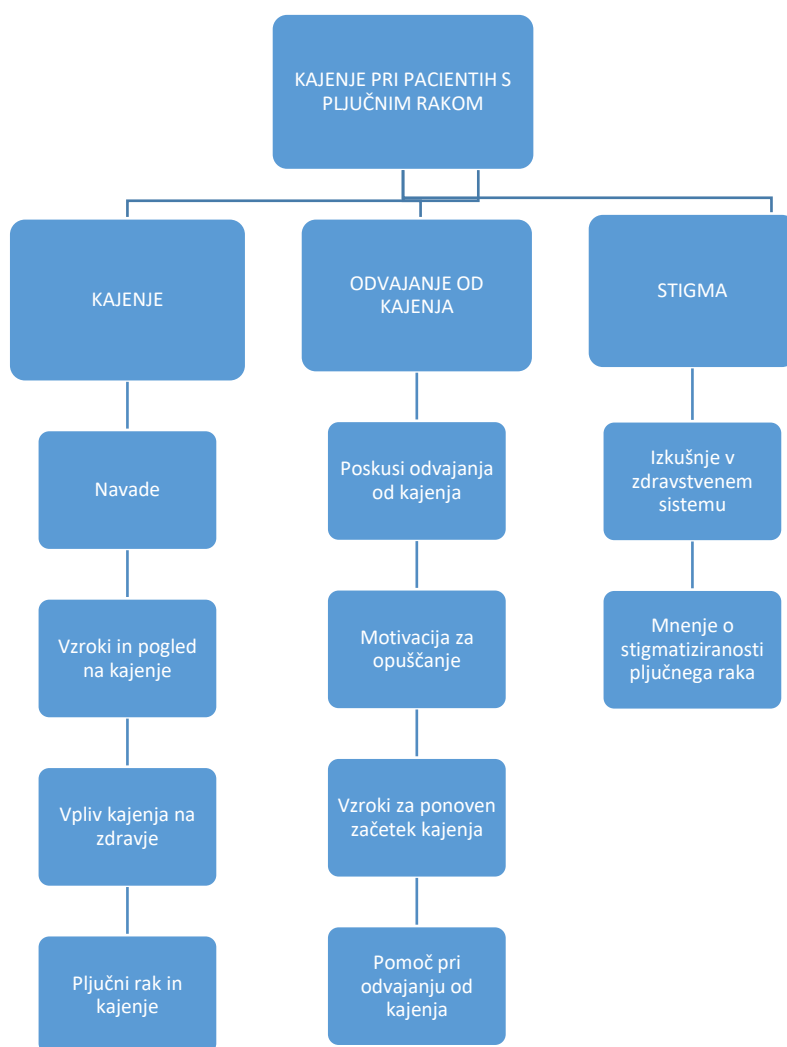 KAJENJE PRI PACIENTIH S
PLJUČNIM RAKOM
KAJENJE
ODVAJANJE OD
KAJENJA
STIGMA
Navade
Vzroki in pogled
na kajenje
Vpliv kajenja na
zdravje
Pljučni rak in
kajenje
Poskusi odvajanja
od kajenja
Motivacija za
opuščanje
Vzroki za ponoven
začetek kajenja
Pomoč pri
odvajanju od
kajenja
Izkušnje v
zdravstvenem
sistemu
Mnenje o
stigmatiziranosti
pljučnega raka